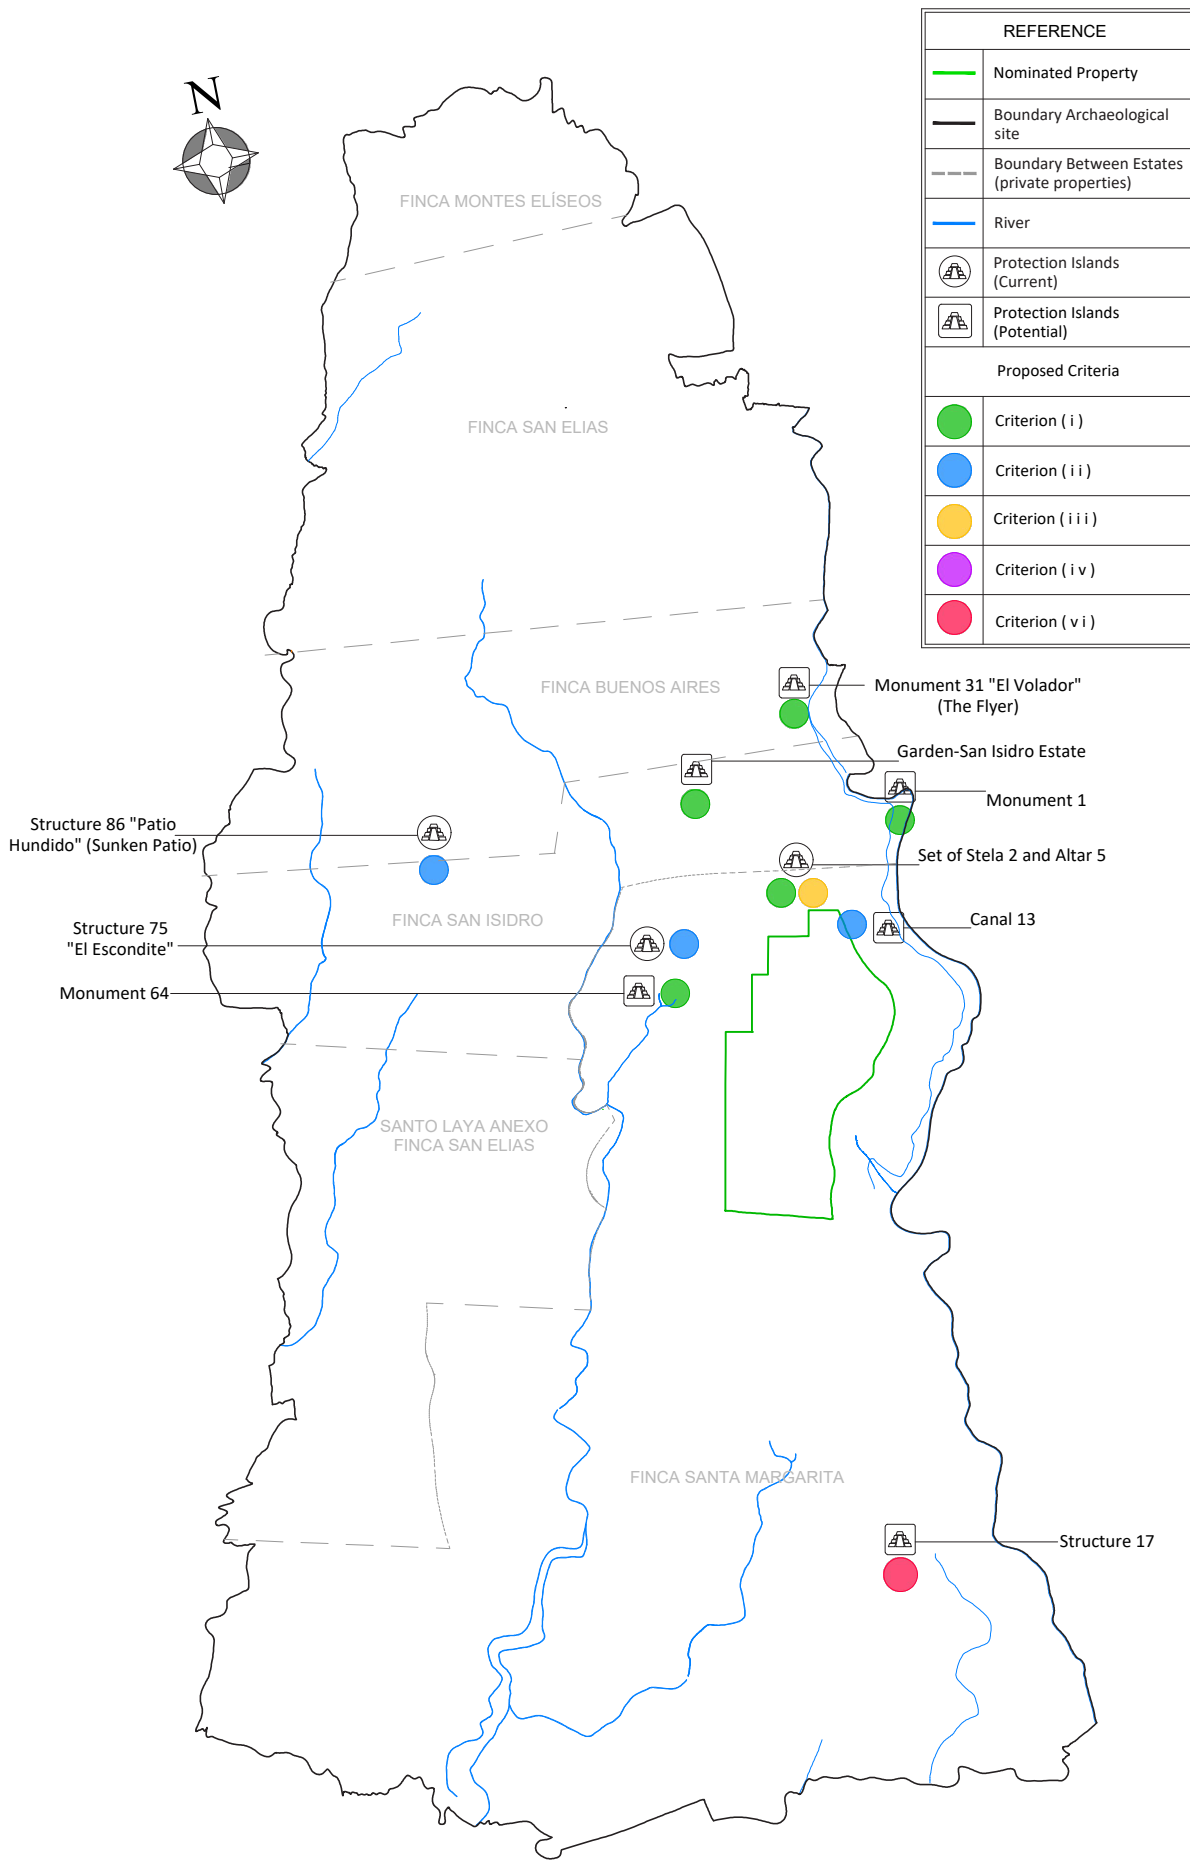 REFERENCE
Nominated Property
Boundary Archaeological
site
Boundary Between Estates
(private properties)
River
Protection Islands
(Current)
Protection Islands
(Potential)
Proposed Criteria
Criterion ( i )
Criterion ( i i )
Criterion ( i i i )
Criterion ( i v )
Criterion ( v i )
N
FINCA MONTES ELÍSEOS
FINCA SAN ELIAS
FINCA BUENOS AIRES
Monument 31 "El Volador"
(The Flyer)
Garden-San Isidro Estate
Monument 1
Structure 86 "Patio
Hundido" (Sunken Patio)
Set of Stela 2 and Altar 5
FINCA SAN ISIDRO
Canal 13
Structure 75
"El Escondite"
Monument 64
SANTO LAYA ANEXO
FINCA SAN ELIAS
FINCA SANTA MARGARITA
Structure 17